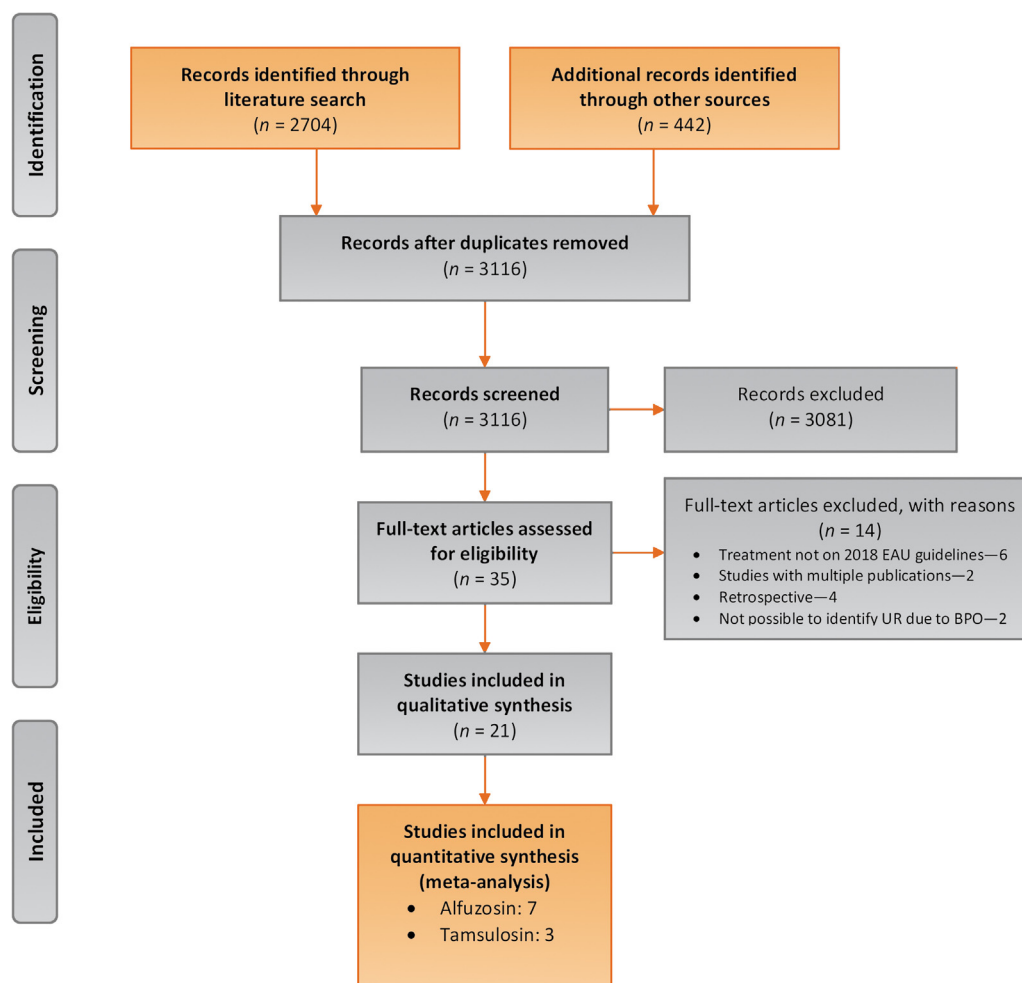 Identification
Records identified through
literature search
(n = 2704)
Additional records identified
through other sources
(n = 442)
Records after duplicates removed
(n = 3116)
Screening
Records screened
(n = 3116)
Records excluded
(n = 3081)
Eligibility
Full-text articles assessed
for eligibility
(n = 35)
Full-text articles excluded, with reasons
(n = 14)
• Treatment not on 2018 EAU guidelines—6
• Studies with multiple publications—2
• Retrospective—4
• Not possible to identify UR due to BPO—2
Studies included in
qualitative synthesis
(n = 21)
Included
Studies included in
quantitative synthesis
(meta-analysis)
• Alfuzosin: 7
• Tamsulosin: 3